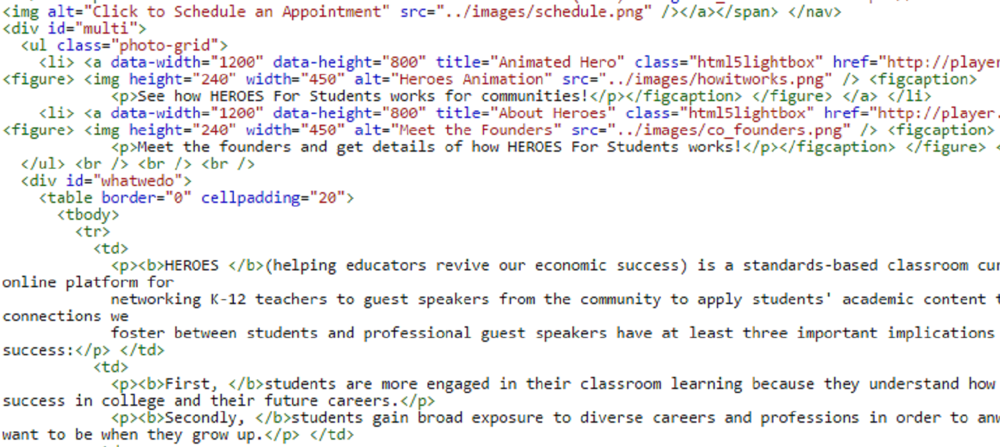 <img alt="Click to Schedule an Appointment" src="../images/schedule.png" /></a></span> </nav>
<div id="multi">
<ul class="photo-grid">
<li> <a data-width="1200" data-height="800" title="Animated Hero" class="html5lightbox" href="http://player
<figure> <img height="240" width="450" alt="Heroes Animation" src="../images/howitworks.png" /> <figcaption>
<p>See how HEROES For Students works for communities!</p></figcaption> </figure> </a> </li>
<li> <a data-width="1200" data-height="800" title="About Heroes" class="html5lightbox" href="http://player.
<figure> <img height="240" width="450" alt="Meet the Founders" src="../images/co_founders.png" /> <figcaption>
<p>Meet the founders and get details of how HEROES For Students works!</p></figcaption> </figure> <
</ul> <br /> <br /> <br />
<div id="whatwedo">
<table border="0" cellpadding="20">
<tbody>
<tr>
<td>
<p><b>HEROES </b>(helping educators revive our economic success) is a standards-based classroom cur
online platform for
networking K-12 teachers to guest speakers from the community to apply students' academic content t
connections we
foster between students and professional guest speakers have at least three important implications
success:</p> </td>
<td>
<p><b>First, </b>students are more engaged in their classroom learning because they understand how
success in college and their future careers.</p>
<p><b>Secondly, </b>students gain broad exposure to diverse careers and professions in order to
want to be when they grow up.</p> </td>